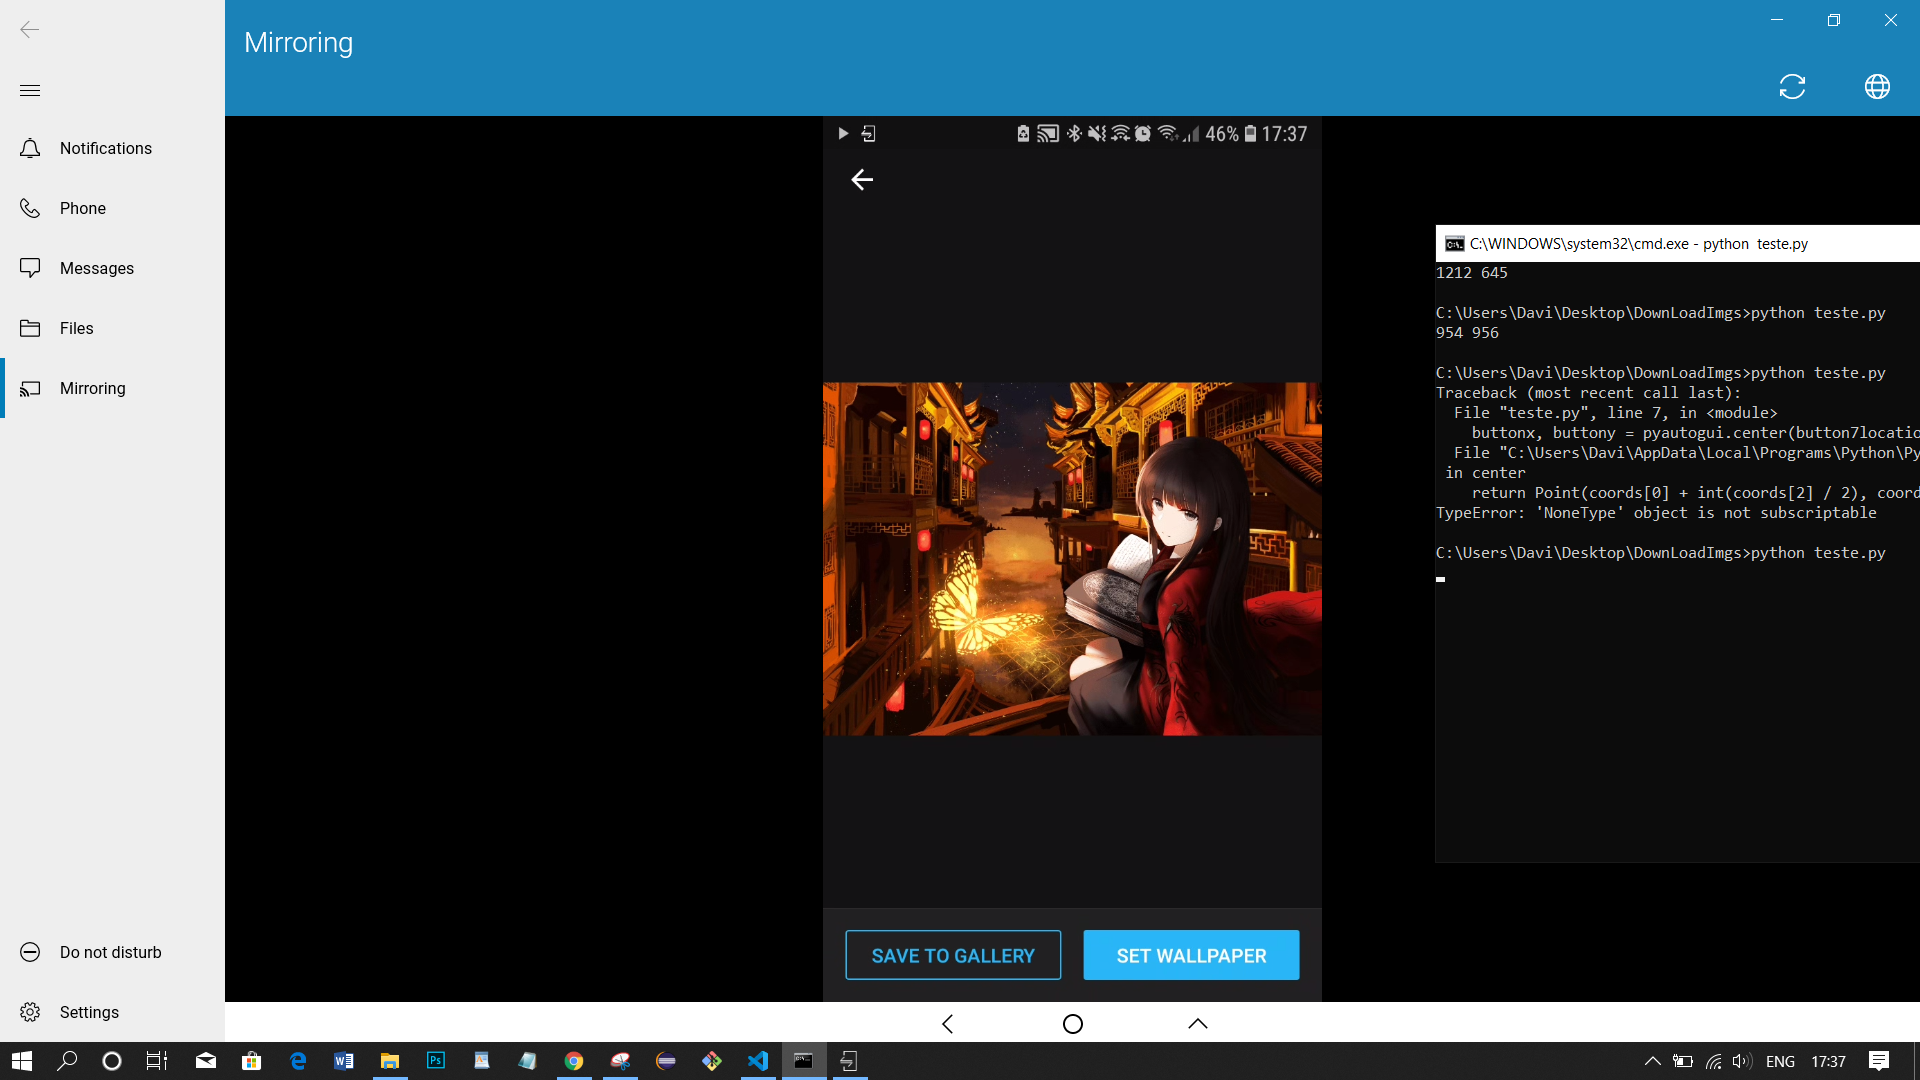 Mirroring
Notifications
Phone
Messages
Files
Mirroring
Do not disturb
Settings
46% 17:37
SAVE TO GALLERY
SET WALLPAPER
C:\WINDOWS\system32\cmd.exe - python  teste.py
1212 645
C:\Users\Davi\Desktop\DownLoadImgs>python teste.py
954 956
C:\Users\Davi\Desktop\DownLoadImgs>python teste.py
Traceback (most recent call last):
  File "teste.py", line 7, in <module>
    buttonx, buttony = pyautogui.center(button7locatio
  File "C:\Users\Davi\AppData\Local\Programs\Python\Py
 in center
    return Point(coords[0] + int(coords[2] / 2), coord
TypeError: 'NoneType' object is not subscriptable
C:\Users\Davi\Desktop\DownLoadImgs>python teste.py
ENG 17:37